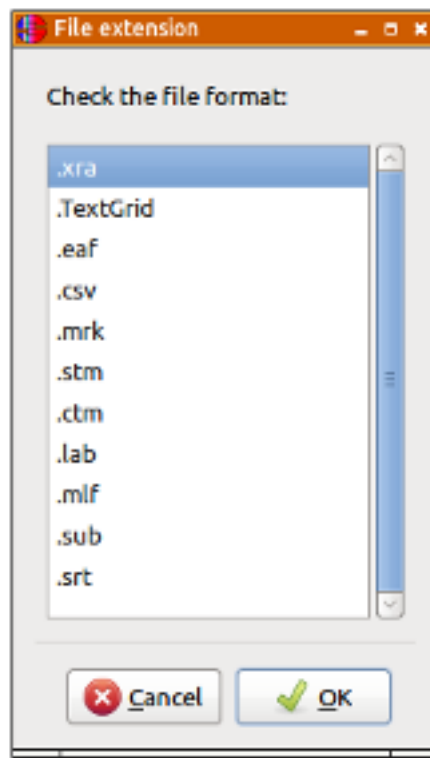 File extension
Check the file format:
.xra
.TextGrid
.eaf
.csv
.mrk
.stm
.ctm
.lab
.mlf
.sub
.srt
Cancel
OK